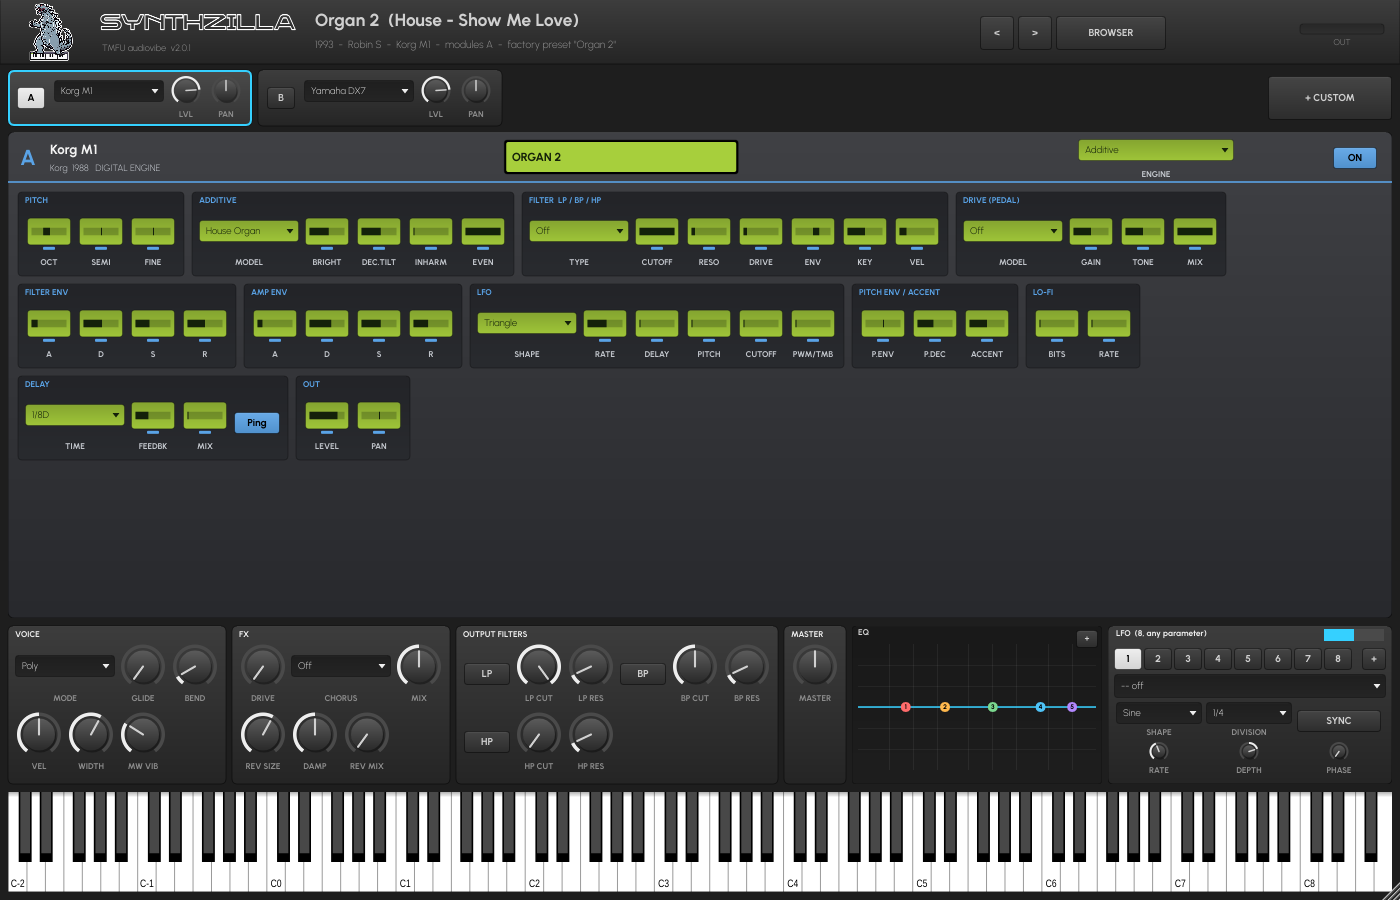 SYNTHZILLA
TMFU audiovibe v2.0.1
Organ 2 (House - Show Me Love)
1993 - Robin S - Korg M1 - modules A - factory preset "Organ 2"
< > BROWSER
OUT
A Korg M1 LVL PAN
B Yamaha DX7 LVL PAN
+ CUSTOM
A Korg M1
Korg 1988 DIGITAL ENGINE
ORGAN 2
Additive
ENGINE
ON
PITCH
OCT SEMI FINE
ADDITIVE
House Organ
MODEL BRIGHT DEC.TILT INHARM EVEN
FILTER LP / BP / HP
Off
TYPE CUTOFF RESO DRIVE ENV KEY VEL
DRIVE (PEDAL)
Off
MODEL GAIN TONE MIX
FILTER ENV
A D S R
AMP ENV
A D S R
LFO
Triangle
SHAPE RATE DELAY PITCH CUTOFF PWM/TMB
PITCH ENV / ACCENT
P.ENV P.DEC ACCENT
LO-FI
BITS RATE
DELAY
1/8D
Ping
TIME FEEDBK MIX
OUT
LEVEL PAN
VOICE
Poly
MODE GLIDE BEND
VEL WIDTH MW VIB
FX
Off
DRIVE CHORUS MIX
REV SIZE DAMP REV MIX
OUTPUT FILTERS
LP BP
LP CUT LP RES BP CUT BP RES
HP
HP CUT HP RES
MASTER
MASTER
EQ
+
1 2 3 4 5
LFO (8, any parameter)
1 2 3 4 5 6 7 8 +
-- off
Sine 1/4 SYNC
SHAPE DIVISION
RATE DEPTH PHASE
C-2 C-1 C0 C1 C2 C3 C4 C5 C6 C7 C8